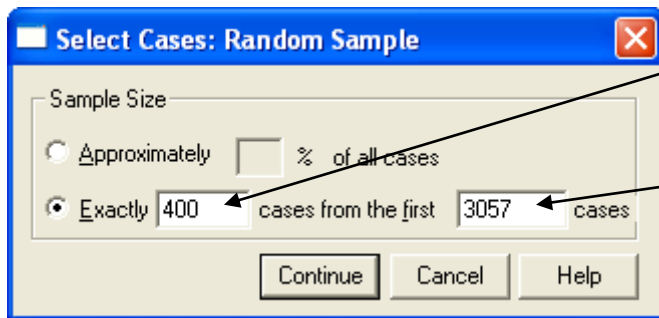 Select Cases: Random Sample
Sample Size
Approximately % of all cases
Exactly 400 cases from the first 3057 cases
Continue Cancel Help